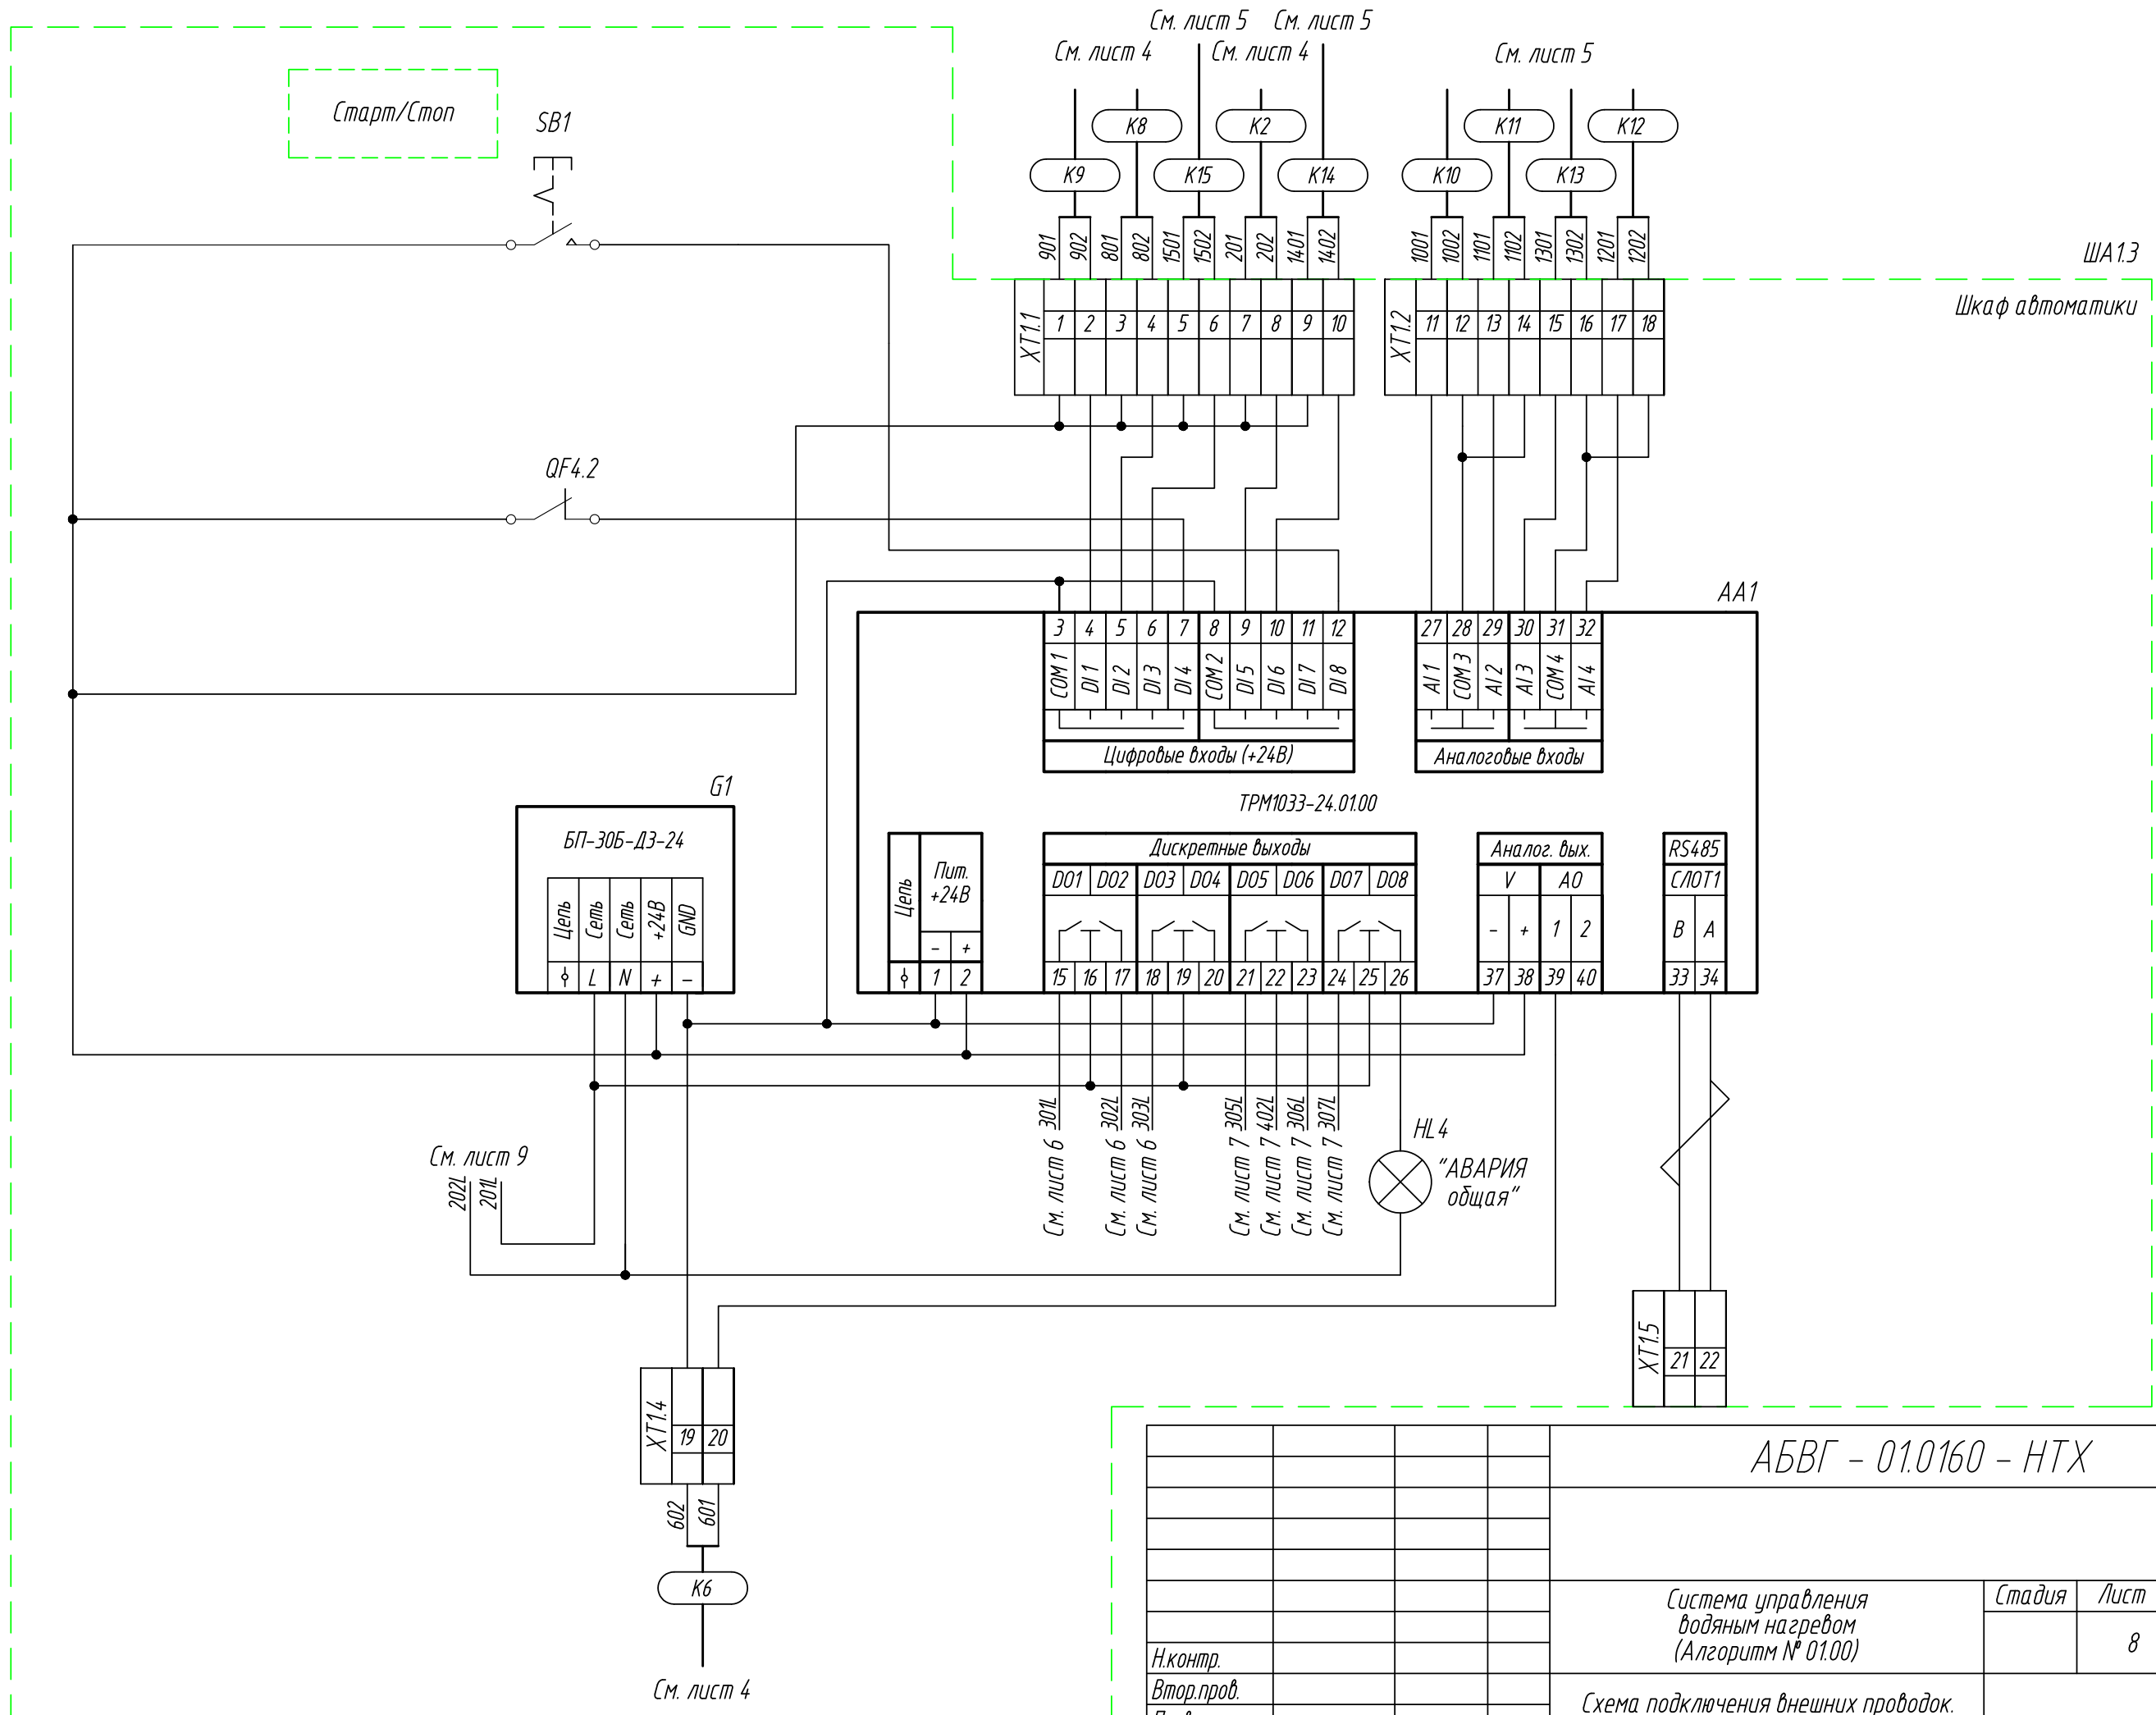 См. лист 5 См. лист 5
См. лист 4 См. лист 4 См. лист 5
Старт/Стоп
SB1
К8 К2 К11 К12
К9 К15 К14 К10 К13
901 902 801 802 1501 1502 201 202 1401 1402
1001 1002 1101 1102 1301 1302 1201 1202
ША1.3
Шкаф автоматики
XT1.1 1 2 3 4 5 6 7 8 9 10
XT1.2 11 12 13 14 15 16 17 18
QF4.2
AA1
3 4 5 6 7 8 9 10 11 12
COM 1 DI 1 DI 2 DI 3 DI 4 COM 2 DI 5 DI 6 DI 7 DI 8
Цифровые входы (+24В)
27 28 29 30 31 32
AI 1 COM 3 AI 2 AI 3 COM 4 AI 4
Аналоговые входы
ТРМ1033-24.01.00
G1
БП-30Б-Д3-24
Цепь Сеть Сеть +24В GND
L N + -
Цепь
Пит.
+24В
- +
1 2
Дискретные выходы
DO1 DO2 DO3 DO4 DO5 DO6 DO7 DO8
15 16 17 18 19 20 21 22 23 24 25 26
Аналог. вых.
V AO
- + 1 2
37 38 39 40
RS485
СЛОТ1
B A
33 34
См. лист 6 301L
См. лист 6 302L
См. лист 6 303L
См. лист 7 305L
См. лист 7 402L
См. лист 7 306L
См. лист 7 307L
HL4
"АВАРИЯ
общая"
См. лист 9
202L 201L
XT1.5 21 22
XT1.4 19 20
602 601
К6
См. лист 4
АБВГ - 01.0160 - НТХ
Система управления
водяным нагревом
(Алгоритм № 01.00)
Стадия Лист
8
Н.контр.
Втор.пров.
Схема подключения внешних проводок.